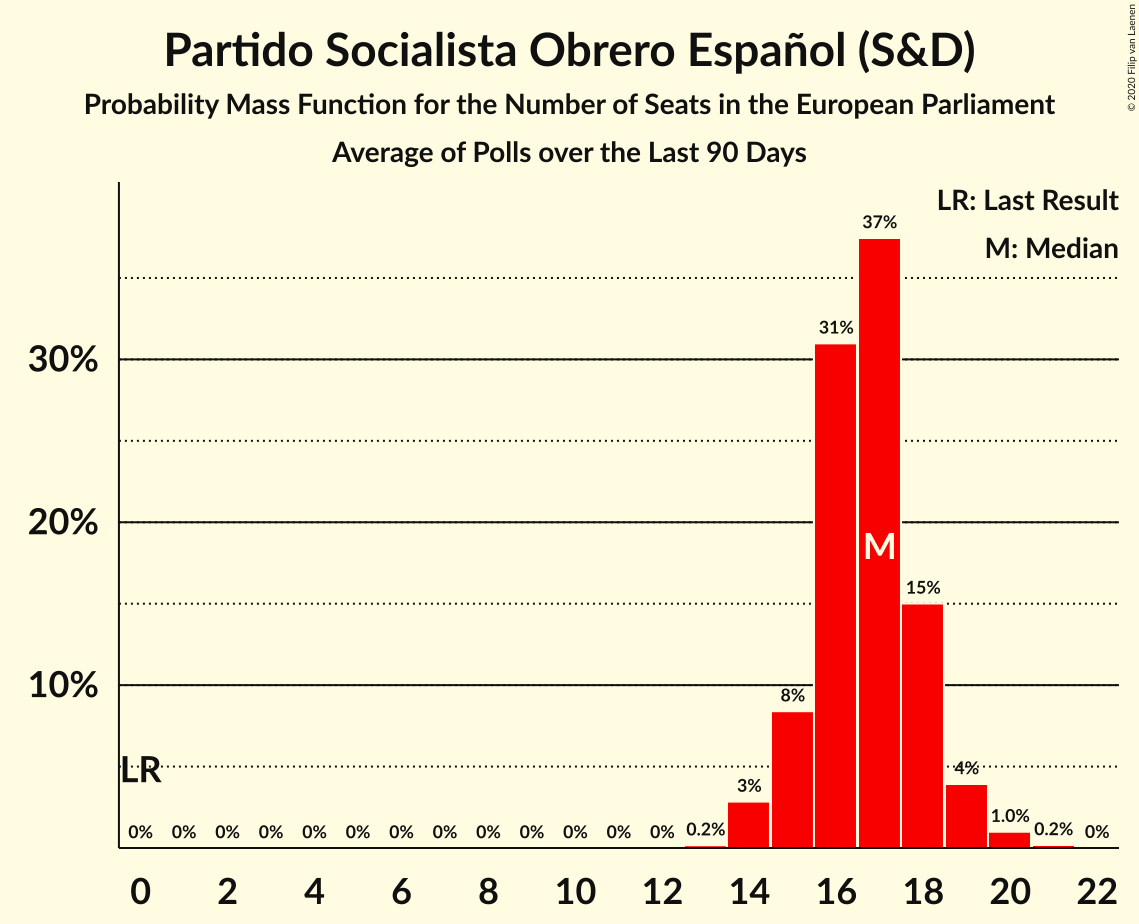 Partido Socialista Obrero Español (S&D)
Probability Mass Function for the Number of Seats in the European Parliament
Average of Polls over the Last 90 Days
© 2020 Filip van Laenen
LR: Last Result
M: Median
37%
31%
30%
20%
M
15%
10%
8%
LR
4%
3%
0% 0% 0% 0% 0% 0% 0% 0% 0% 0% 0% 0% 0% 0.2% 1.0% 0.2% 0%
0 2 4 6 8 10 12 14 16 18 20 22